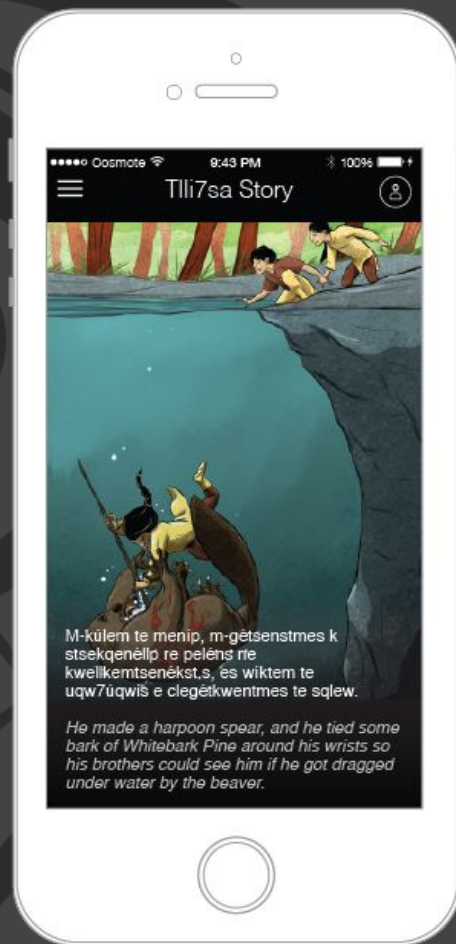 Oosmote 9:43 PM 100%
Tlli7sa Story
M-kúlem te menip, m-gétsenstmes k
stsekqenéllp re peléns ne
kwellkemtsenékst.s, es wiktem te
uqw7úqwis e clegétkwentmes te sqlew.
He made a harpoon spear, and he tied some
bark of Whitebark Pine around his wrists so
his brothers could see him if he got dragged
under water by the beaver.